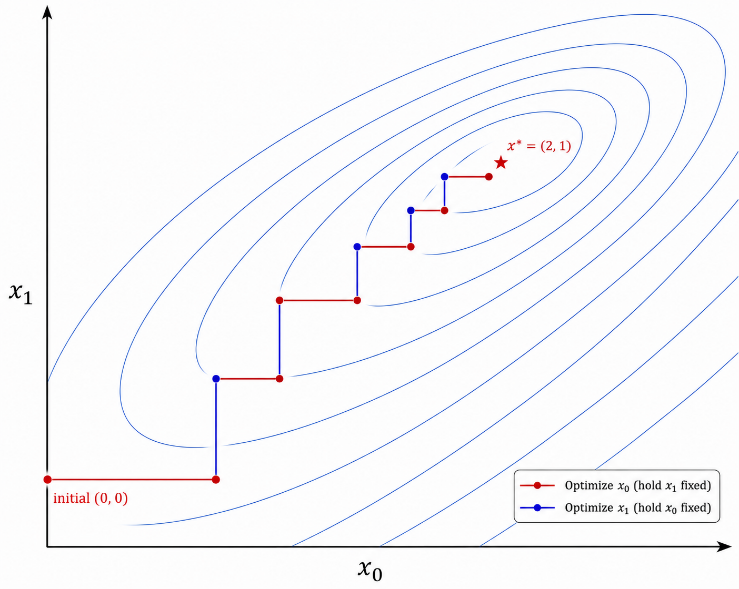 x* = (2, 1)
x₁
initial (0, 0)
Optimize x₀ (hold x₁ fixed)
Optimize x₁ (hold x₀ fixed)
x₀